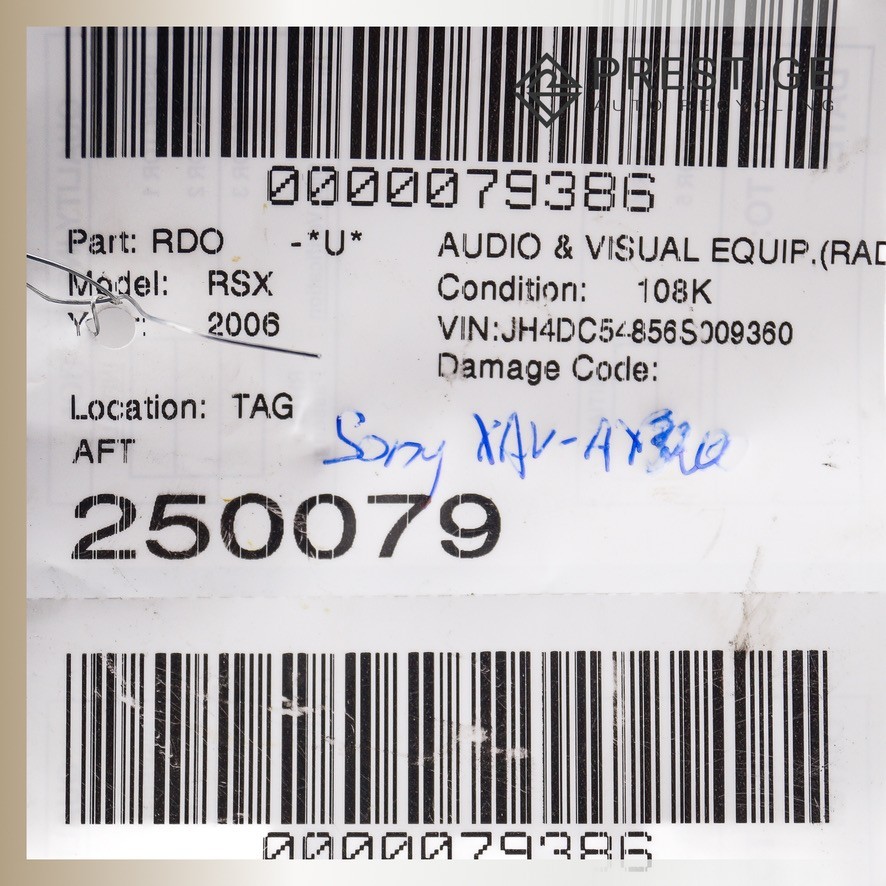 PRESTIGE
AUTO RECYCLING
0000079386
Part: RDO -*U* AUDIO & VISUAL EQUIP.(RAD
Model: RSX Condition: 108K
2006 VIN:JH4DC54856S009360
Damage Code:
Location: TAG
AFT Sony
250079
0000079386